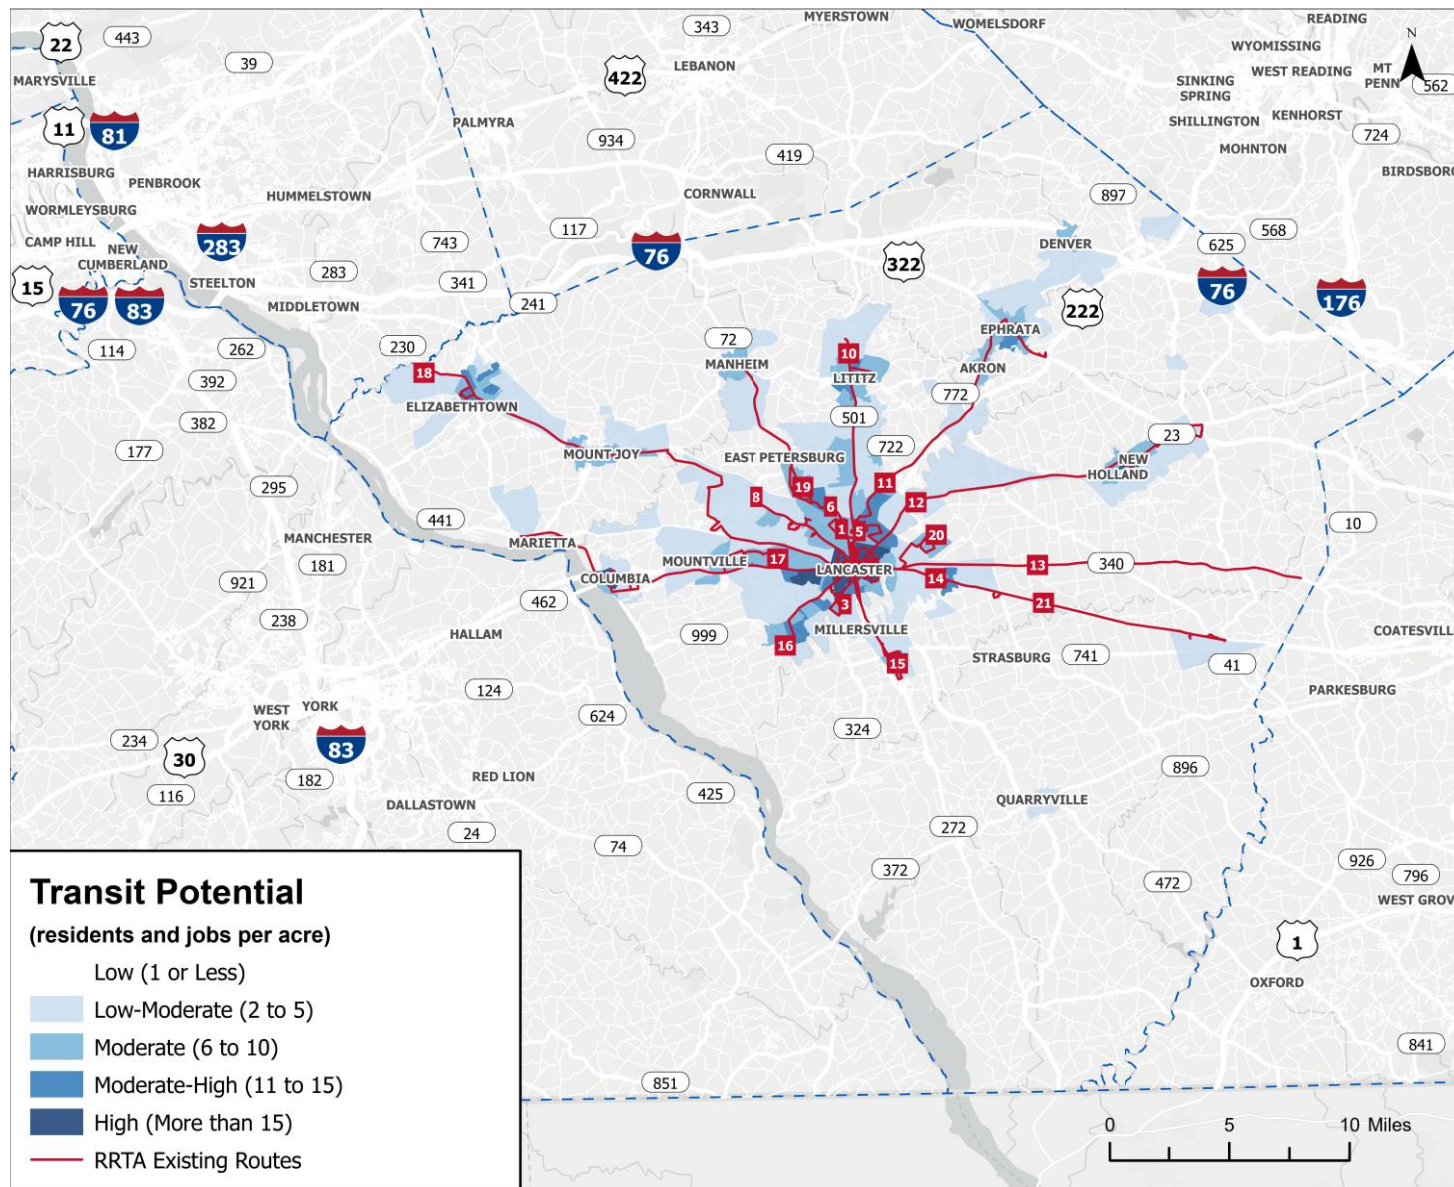 22
443
39
343
MYERSTOWN
WOMELSDORF
READING
WYOMISSING
WEST READING
MT
PENN
562
N
MARYSVILLE
422
LEBANON
SINKING
SPRING
KENHORST
SHILLINGTON
724
MOHNTON
BIRDSBORO
11
81
PALMYRA
934
419
HARRISBURG
PENBROOK
HUMMELSTOWN
CORNWALL
897
WORMLEYSBURG
CAMP HILL
NEW
CUMBERLAND
283
743
117
76
322
DENVER
625
568
15
76
83
STEELTON
283
341
MIDDLETOWN
241
222
76
176
114
262
230
72
EPHRATA
392
18
MANHEIM
10
LITITZ
AKRON
772
382
ELIZABETHTOWN
501
177
MOUNT JOY
EAST PETERSBURG
722
23
NEW
HOLLAND
295
8
19
11
12
6
441
1
5
20
10
MANCHESTER
MARIETTA
181
MOUNTVILLE
17
LANCASTER
13
340
921
COLUMBIA
14
462
3
21
238
HALLAM
999
MILLERSVILLE
COATESVILLE
16
15
STRASBURG
741
41
124
PARKESBURG
WEST
YORK
YORK
624
324
234
30
83
182
RED LION
896
116
DALLASTOWN
425
QUARRYVILLE
24
74
272
372
926
796
472
WEST GROV
1
OXFORD
841
851
Transit Potential
(residents and jobs per acre)
Low (1 or Less)
Low-Moderate (2 to 5)
Moderate (6 to 10)
Moderate-High (11 to 15)
High (More than 15)
RRTA Existing Routes
0 5 10 Miles